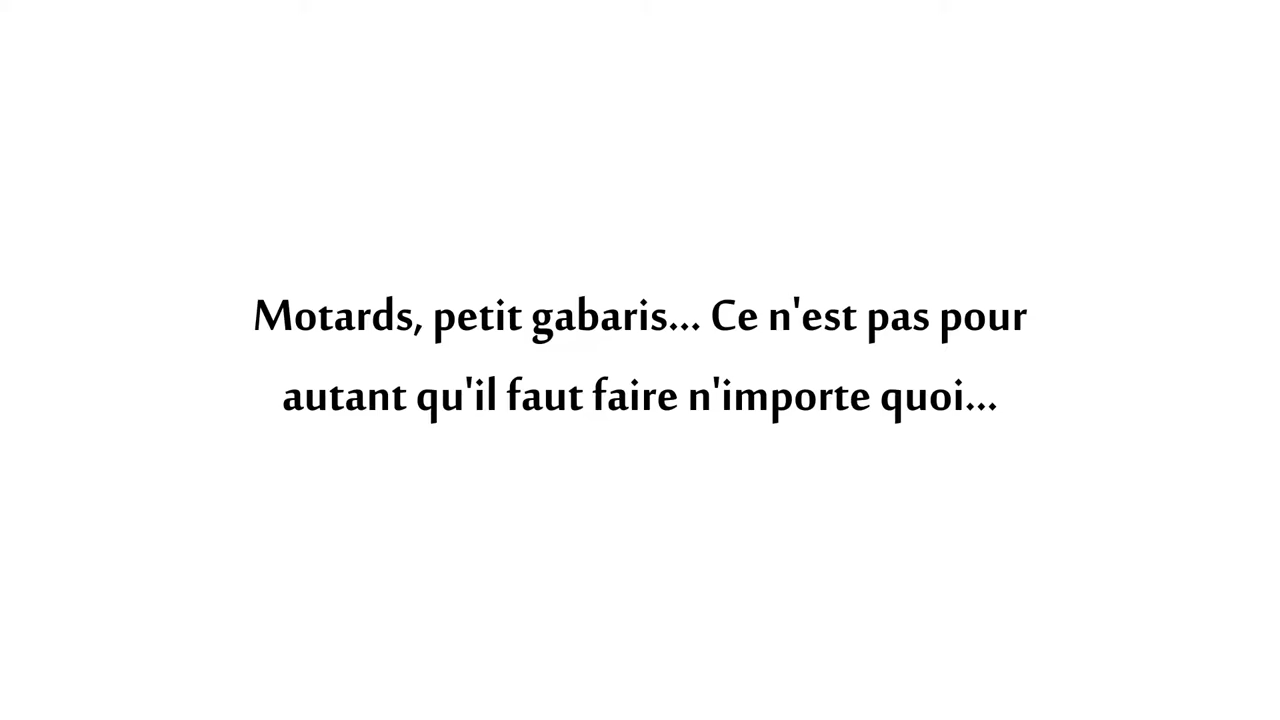 Motards, petit gabaris... Ce n'est pas pour
autant qu'il faut faire n'importe quoi...